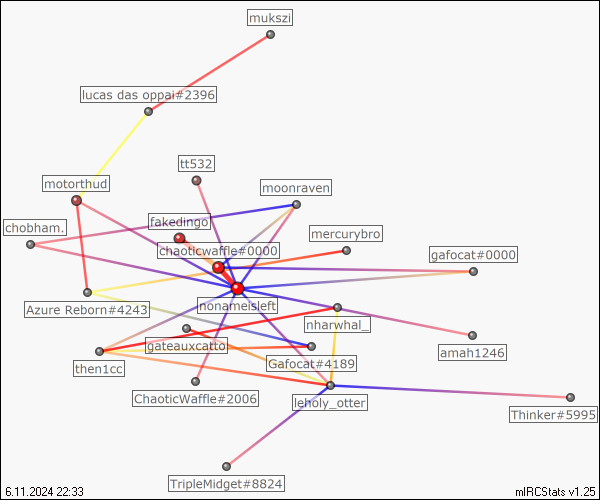 mukszi
lucas das oppai#2396
tt532
motorthud
moonraven
fakedingo
chobham.
mercurybro
chaoticwaffle#0000
gafocat#0000
nonameisleft
Azure Reborn#4243
nharwhal_
gateauxcatto
amah1246
Gafocat#4189
then1cc
ChaoticWaffle#2006
leholy_otter
Thinker#5995
TripleMidget#8824
6.11.2024 22:33
mIRCStats v1.25